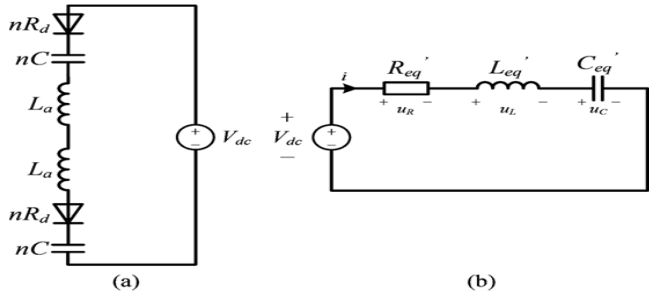 nR_d
nC
L_a
L_a
nR_d
nC
+
−
V_dc
(a)
i
R_eq'
L_eq'
C_eq'
+ u_R − + u_L − + u_C −
+
V_dc
−
+
−
(b)